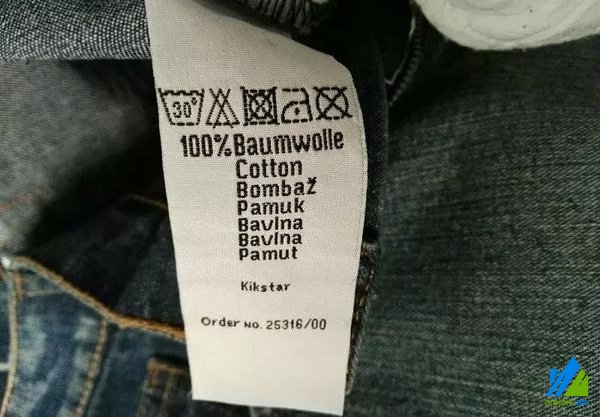 30°
100% Baumwolle
Cotton
Bombaž
Pamuk
Bavlna
Bavlna
Pamut
Kikstar
Order No. 25316/00